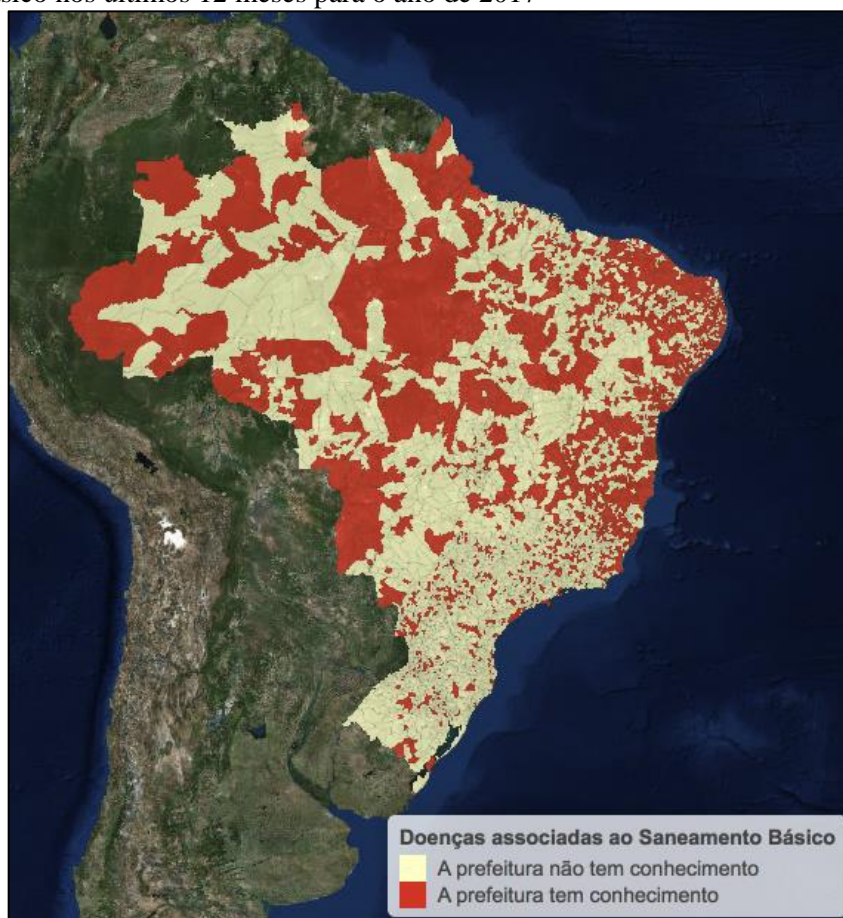 nos últimos 12 meses para o ano de 2017
Doenças associadas ao Saneamento Básico
A prefeitura não tem conhecimento
A prefeitura tem conhecimento